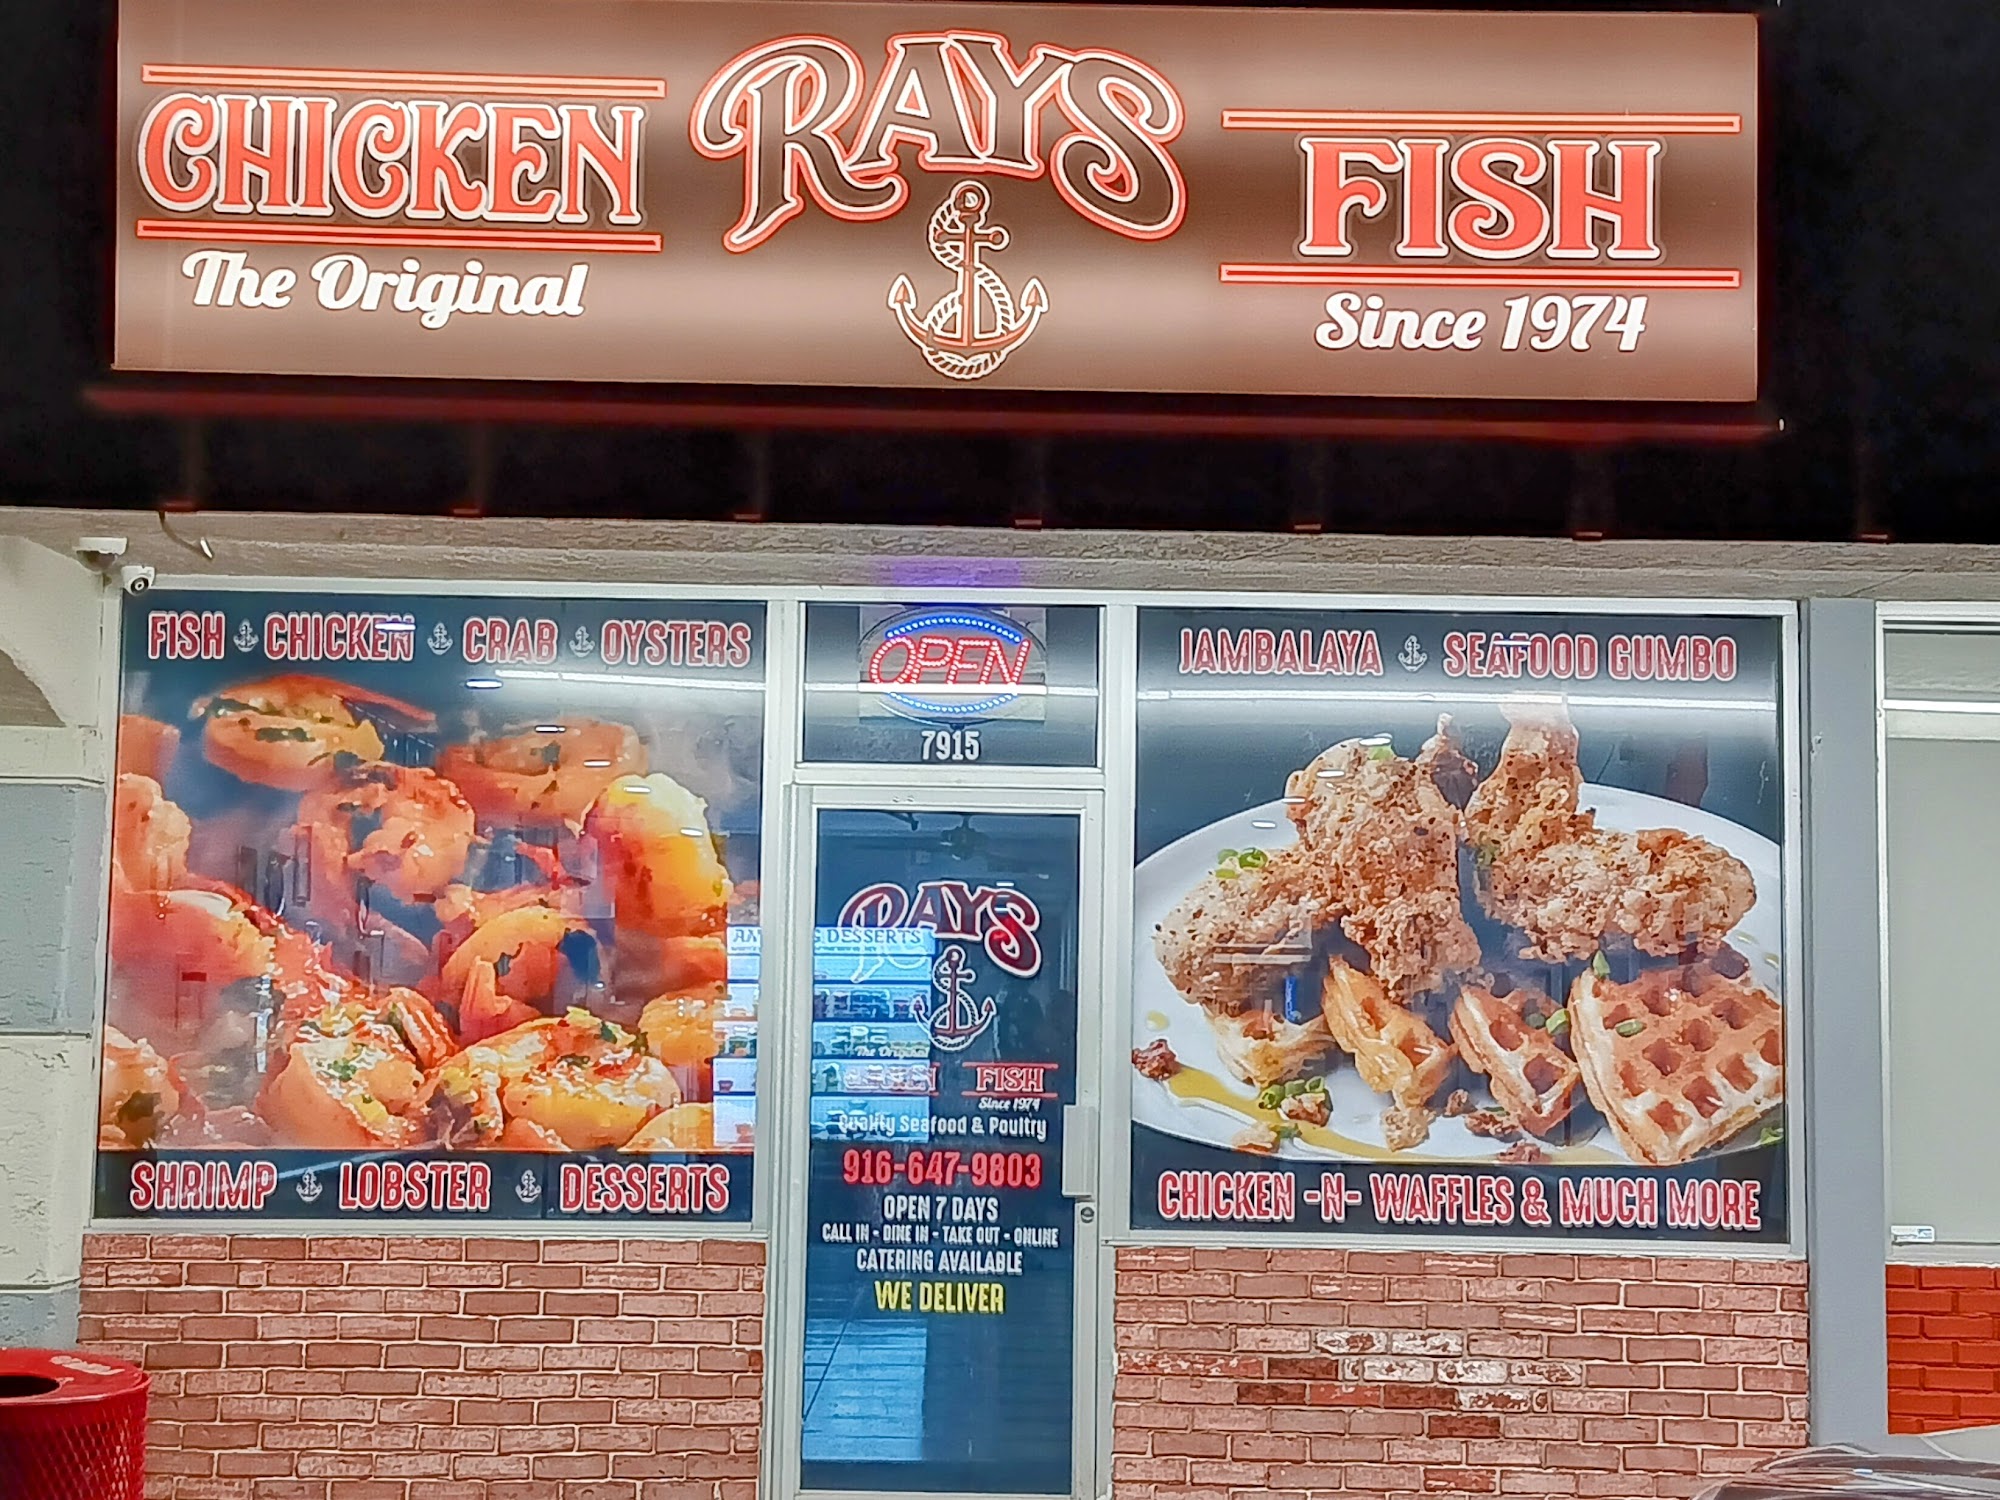 CHICKEN RAYS FISH
The Original
Since 1974
FISH CHICKEN CRAB OYSTERS
SHRIMP LOBSTER DESSERTS
OPEN
7915
DESSERTS
RAYS
The Original
CHICKEN FISH
Since 1974
Quality Seafood & Poultry
916-647-9803
OPEN 7 DAYS
CALL IN - DINE IN - TAKE OUT - ONLINE
CATERING AVAILABLE
WE DELIVER
JAMBALAYA SEAFOOD GUMBO
CHICKEN -N- WAFFLES & MUCH MORE